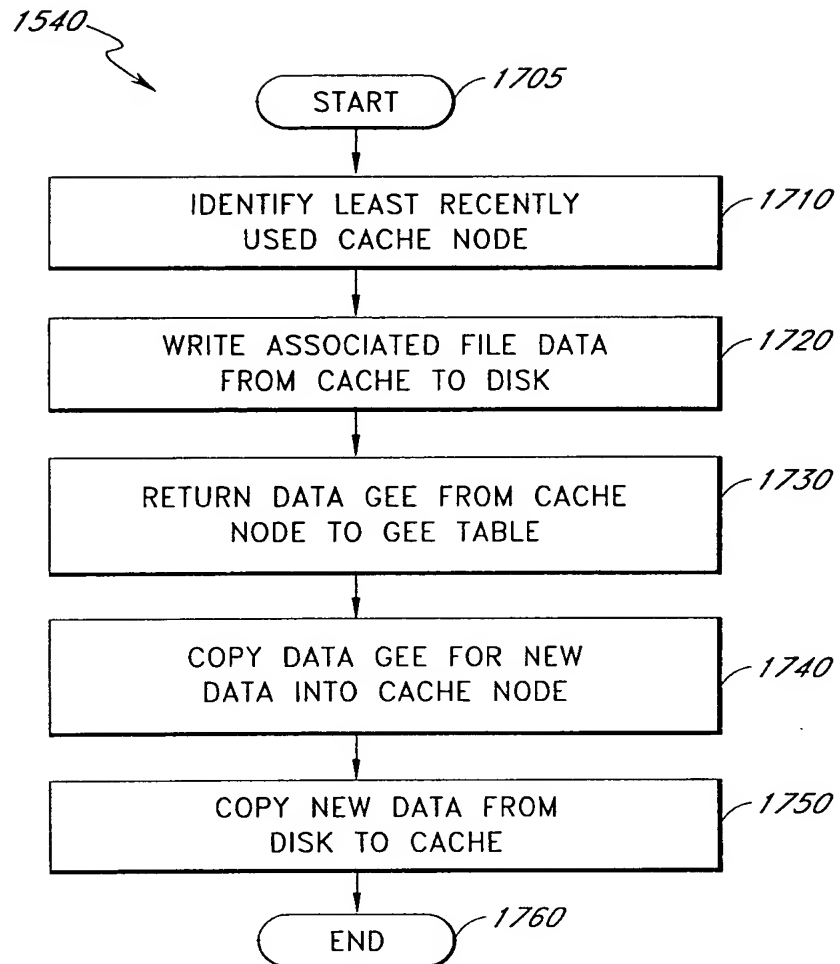 1540
START
1705
IDENTIFY LEAST RECENTLY
USED CACHE NODE
1710
WRITE ASSOCIATED FILE DATA
FROM CACHE TO DISK
1720
RETURN DATA GEE FROM CACHE
NODE TO GEE TABLE
1730
COPY DATA GEE FOR NEW
DATA INTO CACHE NODE
1740
COPY NEW DATA FROM
DISK TO CACHE
1750
END
1760